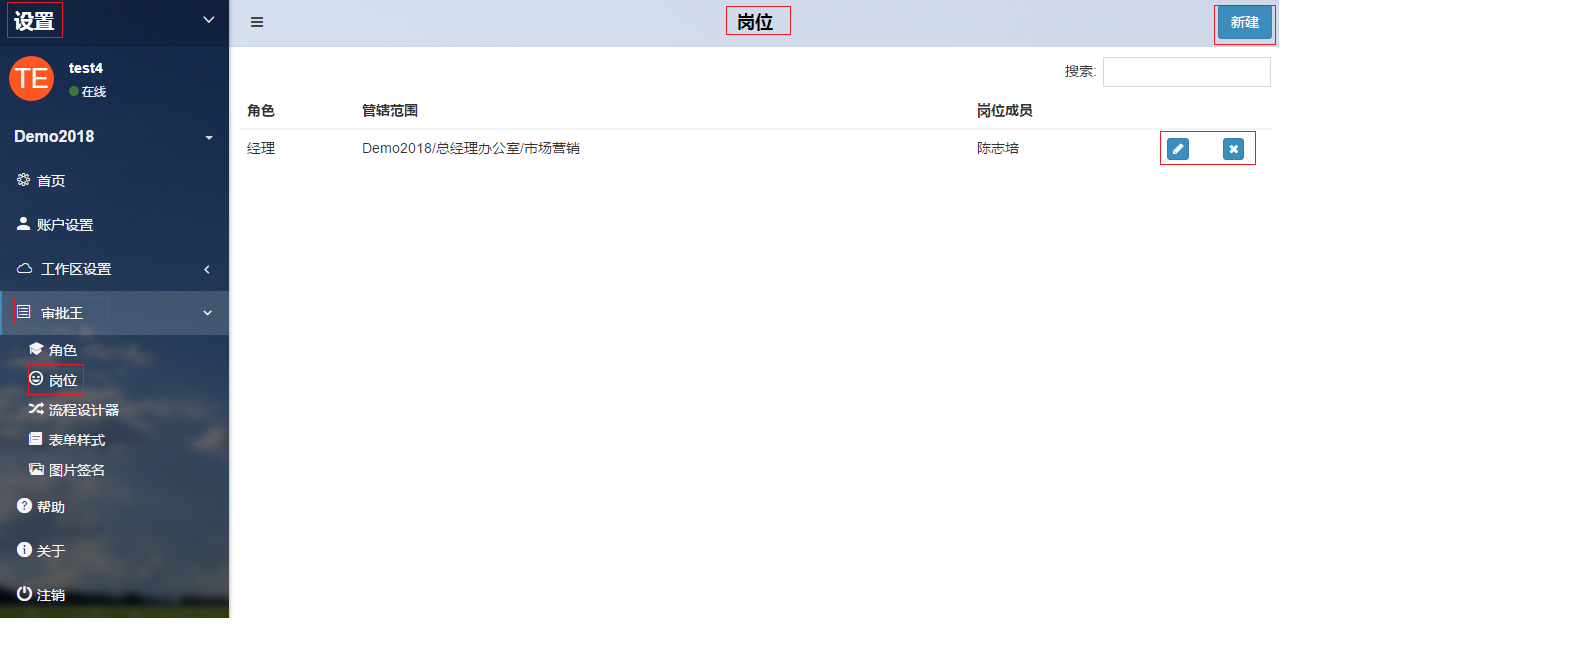 设置
TE
test4
在线
Demo2018
首页
账户设置
工作区设置
审批王
角色
岗位
流程设计器
表单样式
图片签名
帮助
关于
注销
岗位
新建
搜索:
角色 管辖范围 岗位成员
经理 Demo2018/总经理办公室/市场营销 陈志培